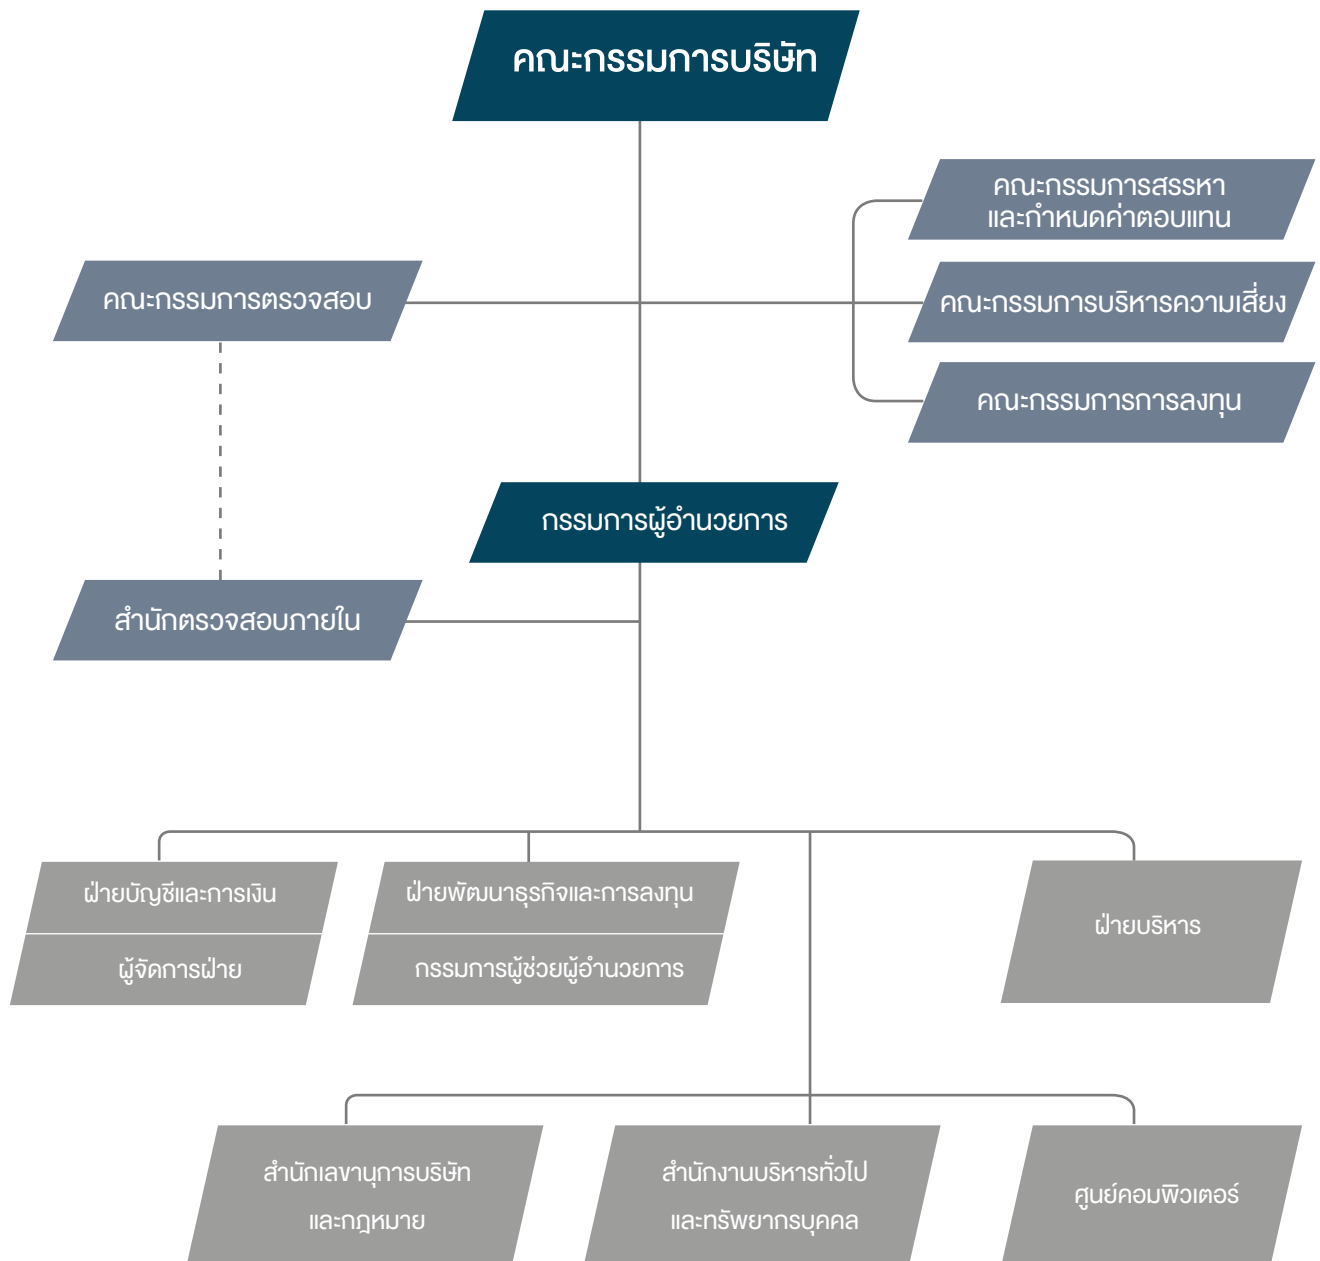 คณะกรรมการบริษัท
คณะกรรมการสรรหา
และกำหนดค่าตอบแทน
คณะกรรมการตรวจสอบ
คณะกรรมการบริหารความเสี่ยง
คณะกรรมการการลงทุน
กรรมการผู้อำนวยการ
สำนักตรวจสอบภายใน
ฝ่ายบัญชีและการเงิน
ผู้จัดการฝ่าย
ฝ่ายพัฒนาธุรกิจและการลงทุน
กรรมการผู้ช่วยผู้อำนวยการ
ฝ่ายบริหาร
สำนักเลขานุการบริษัท
และกฎหมาย
สำนักงานบริหารทั่วไป
และทรัพยากรบุคคล
ศูนย์คอมพิวเตอร์